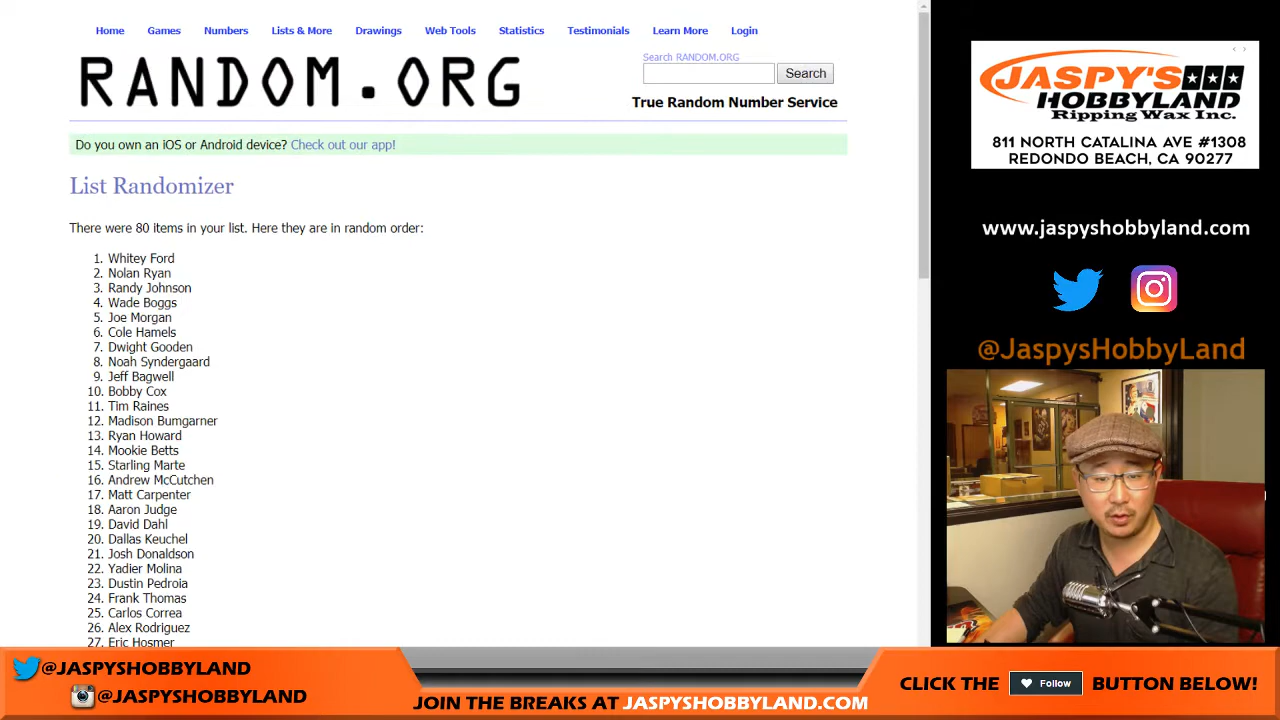 Home Games Numbers Lists & More Drawings Web Tools Statistics Testimonials Learn More Login
RANDOM.ORG
Search RANDOM.ORG
Search
True Random Number Service
Do you own an iOS or Android device? Check out our app!
List Randomizer
There were 80 items in your list. Here they are in random order:
1. Whitey Ford
2. Nolan Ryan
3. Randy Johnson
4. Wade Boggs
5. Joe Morgan
6. Cole Hamels
7. Dwight Gooden
8. Noah Syndergaard
9. Jeff Bagwell
10. Bobby Cox
11. Tim Raines
12. Madison Bumgarner
13. Ryan Howard
14. Mookie Betts
15. Starling Marte
16. Andrew McCutchen
17. Matt Carpenter
18. Aaron Judge
19. David Dahl
20. Dallas Keuchel
21. Josh Donaldson
22. Yadier Molina
23. Dustin Pedroia
24. Frank Thomas
25. Carlos Correa
26. Alex Rodriguez
27. Eric Hosmer
JASPY'S
HOBBYLAND
Ripping Wax Inc.
811 NORTH CATALINA AVE #1308
REDONDO BEACH, CA 90277
www.jaspyshobbyland.com
@JaspysHobbyLand
@JASPYSHOBBYLAND
@JASPYSHOBBYLAND
JOIN THE BREAKS AT JASPYSHOBBYLAND.COM
CLICK THE Follow BUTTON BELOW!